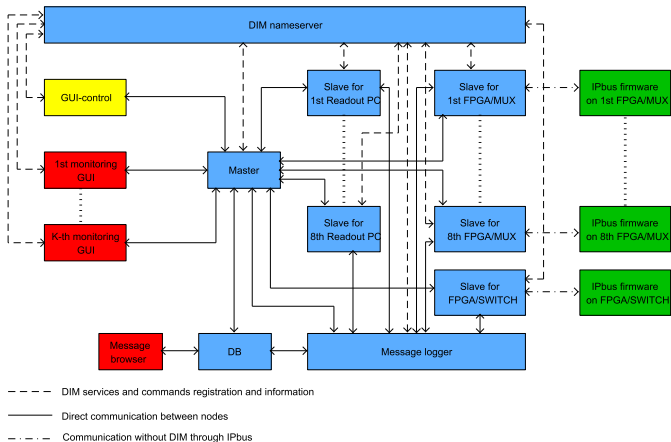 DIM nameserver
GUI-control
Slave for
1st Readout PC
Slave for
1st FPGA/MUX
IPbus firmware
on 1st FPGA/MUX
1st monitoring
GUI
Master
K-th monitoring
GUI
Slave for
8th Readout PC
Slave for
8th FPGA/MUX
IPbus firmware
on 8th FPGA/MUX
Slave for
FPGA/SWITCH
IPbus firmware
on FPGA/SWITCH
Message
browser
DB
Message logger
DIM services and commands registration and information
Direct communication between nodes
Communication without DIM through IPbus